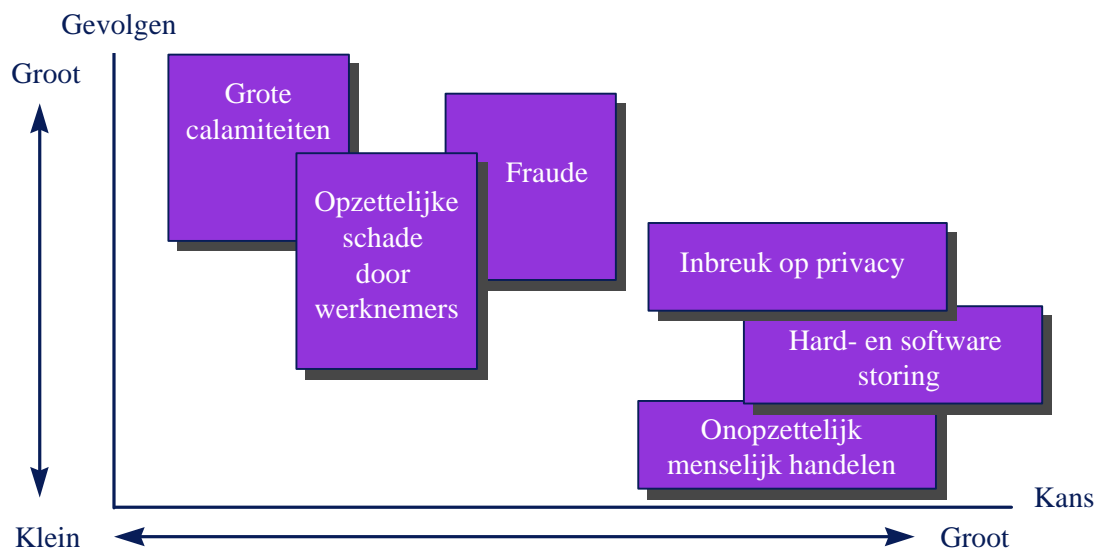 Gevolgen
Groot
Grote
calamiteiten
Fraude
Opzettelijke
schade
door
werknemers
Inbreuk op privacy
Hard- en software
storing
Onopzettelijk
menselijk handelen
Kans
Klein
Groot